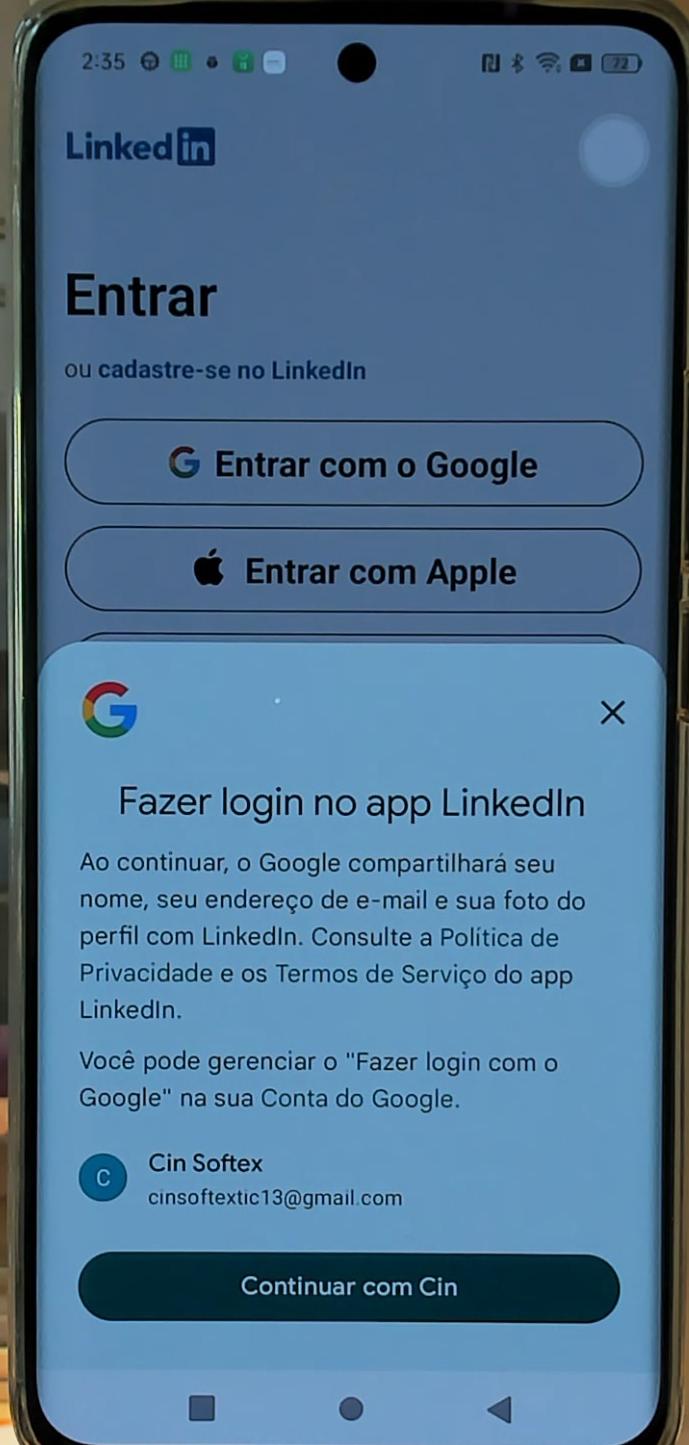 2:35
72
Linked in
Entrar
ou cadastre-se no LinkedIn
G Entrar com o Google
Entrar com Apple
G
Fazer login no app LinkedIn
Ao continuar, o Google compartilhará seu
nome, seu endereço de e-mail e sua foto do
perfil com LinkedIn. Consulte a Política de
Privacidade e os Termos de Serviço do app
LinkedIn.
Você pode gerenciar o "Fazer login com o
Google" na sua Conta do Google.
C
Cin Softex
cinsoftextic13@gmail.com
Continuar com Cin